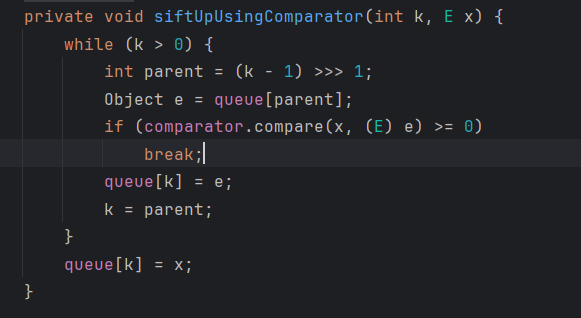 private void siftUpUsingComparator(int k, E x) {
    while (k > 0) {
        int parent = (k - 1) >>> 1;
        Object e = queue[parent];
        if (comparator.compare(x, (E) e) >= 0)
            break;
        queue[k] = e;
        k = parent;
    }
    queue[k] = x;
}